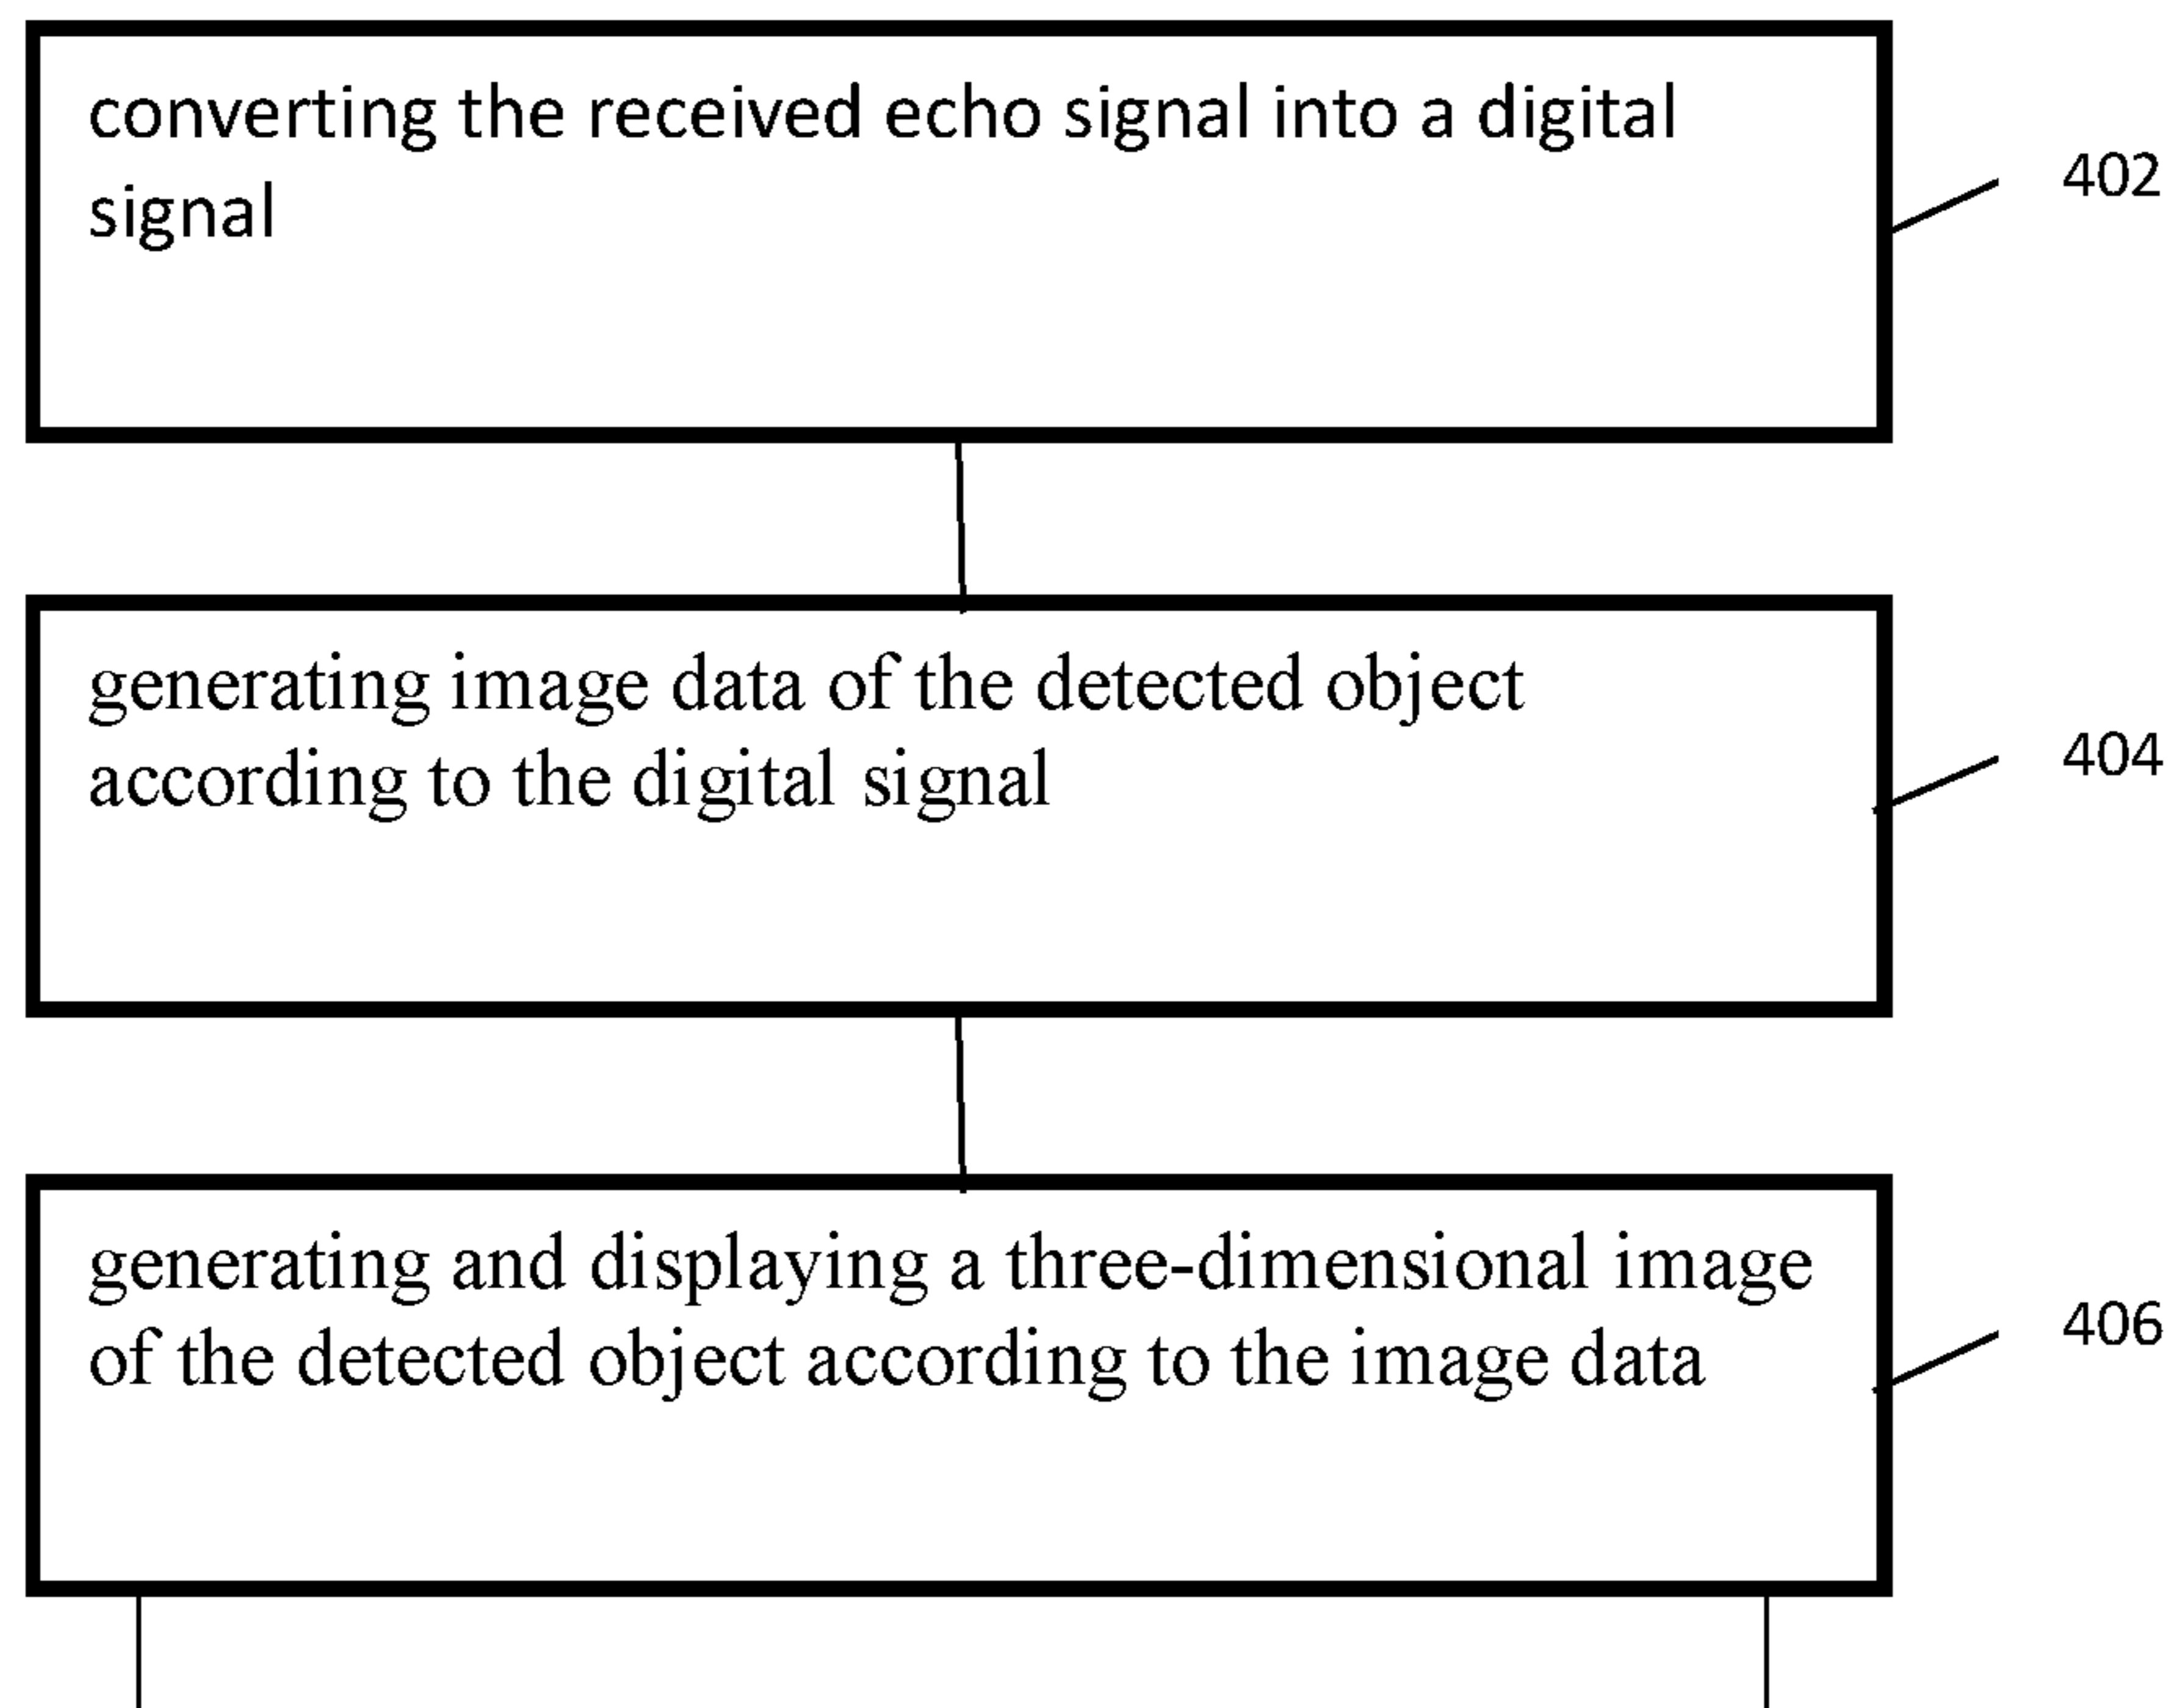 converting the received echo signal into a digital
signal
402
generating image data of the detected object
according to the digital signal
404
generating and displaying a three-dimensional image
of the detected object according to the image data
406